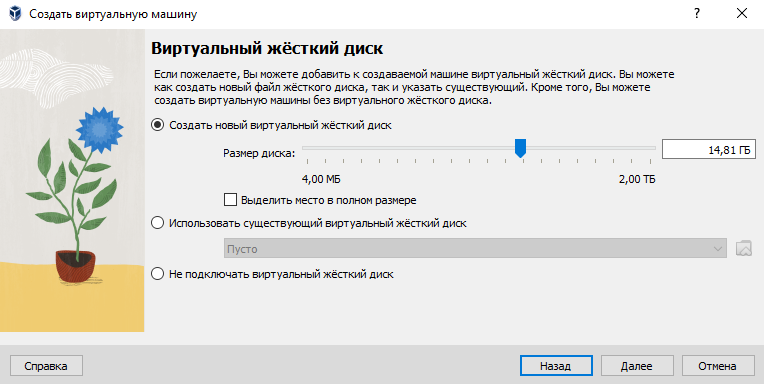 Создать виртуальную машину
?
Виртуальный жёсткий диск
Если пожелаете, Вы можете добавить к создаваемой машине виртуальный жёсткий диск. Вы можете
как создать новый файл жёсткого диска, так и указать существующий. Кроме того, Вы можете
создать виртуальную машины без виртуального жёсткого диска.
Создать новый виртуальный жёсткий диск
Размер диска:
14,81 ГБ
4,00 МБ
2,00 ТБ
Выделить место в полном размере
Использовать существующий виртуальный жёсткий диск
Пусто
Не подключать виртуальный жёсткий диск
Справка
Назад
Далее
Отмена